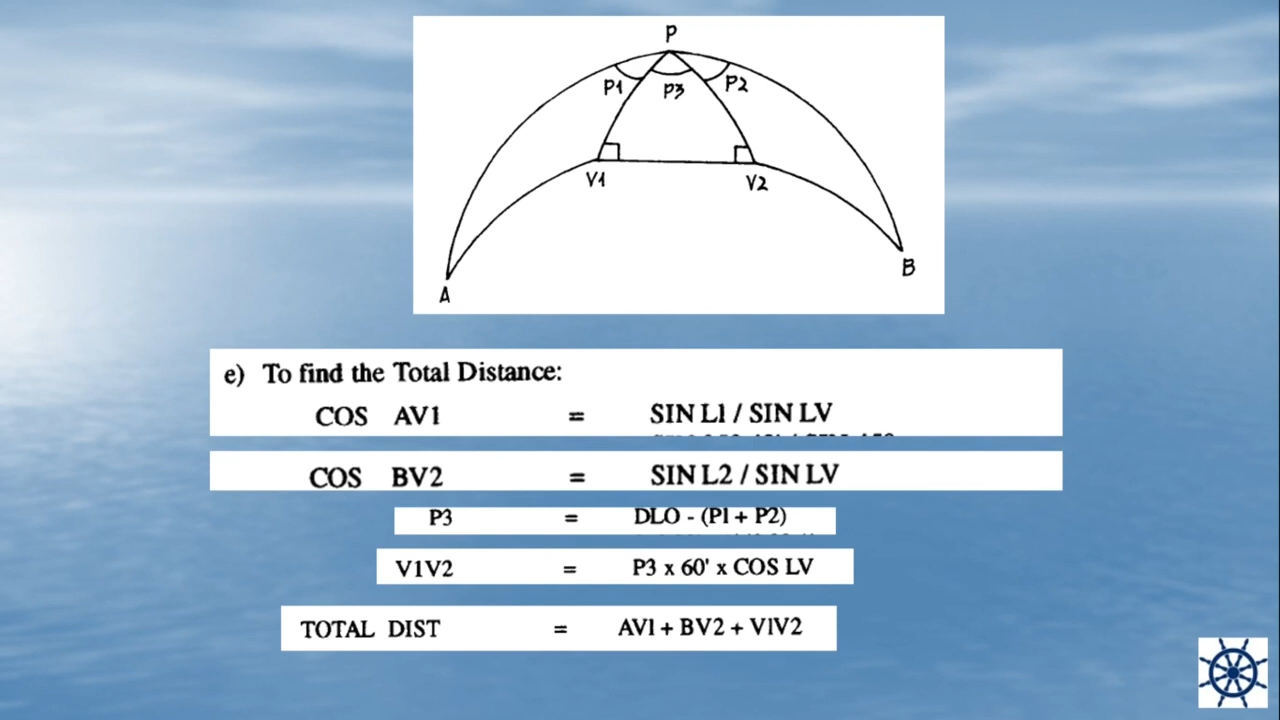 P
P1 P3 P2
V1 V2
A B
e) To find the Total Distance:
COS AV1 = SIN L1 / SIN LV
COS BV2 = SIN L2 / SIN LV
P3 = DLO - (P1 + P2)
V1V2 = P3 x 60' x COS LV
TOTAL DIST = AV1 + BV2 + V1V2